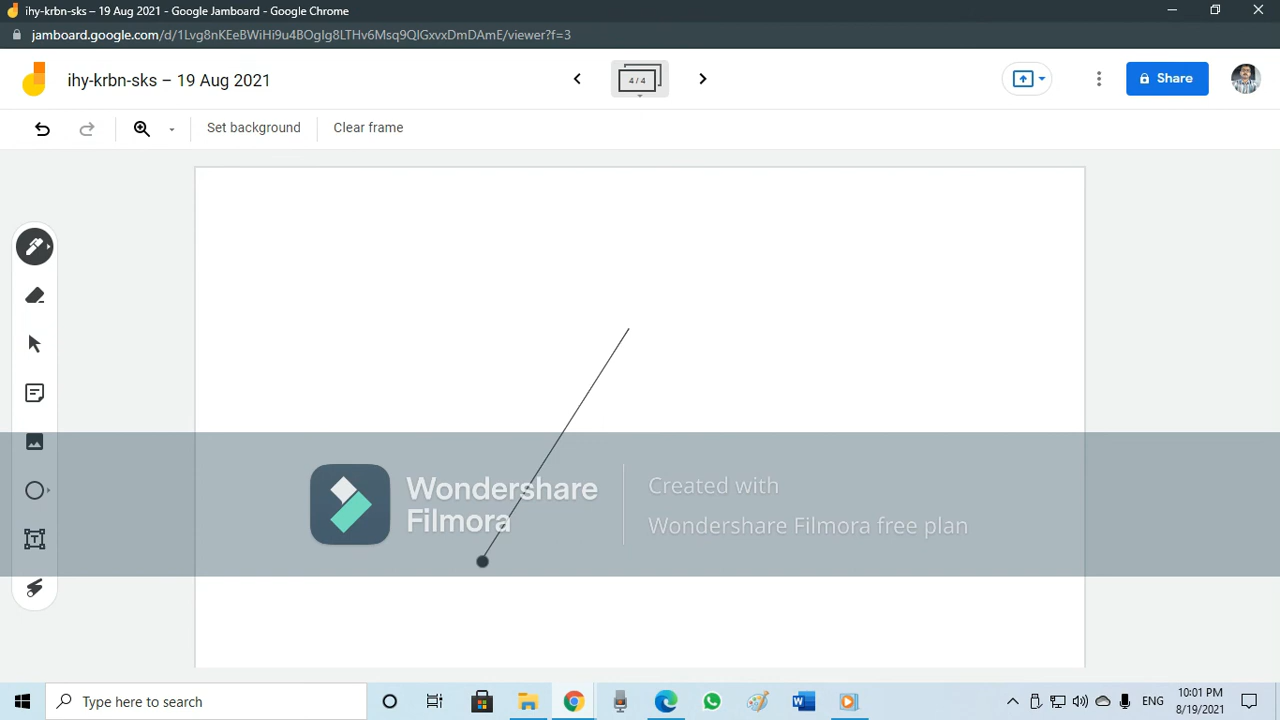 ihy-krbn-sks – 19 Aug 2021 - Google Jamboard - Google Chrome
jamboard.google.com/d/1Lvg8nKEeBWiHi9u4BOgIg8LTHv6Msq9QlGxvxDmDAmE/viewer?f=3
ihy-krbn-sks – 19 Aug 2021
4 / 4
Share
Set background
Clear frame
Wondershare
Filmora
Created with
Wondershare Filmora free plan
Type here to search
ENG
10:01 PM
8/19/2021